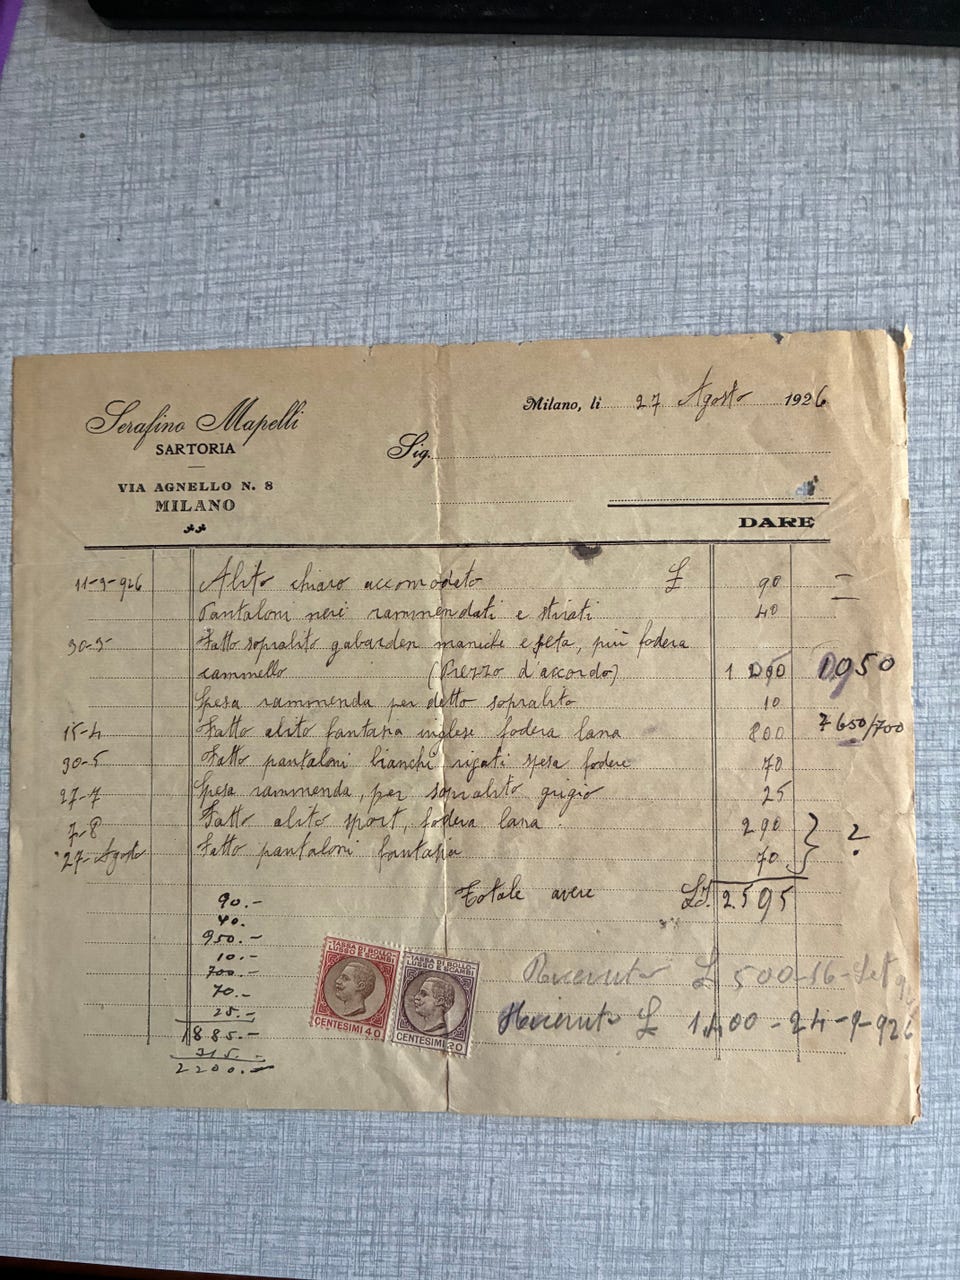 Serafino Mapelli
SARTORIA
VIA AGNELLO N. 8
MILANO
Milano, li 27 Agosto 1926
Sig.
DARE
11-3-926 Abito chiaro accomodato £ 90 =
Pantaloni neri rammendati e stirati 40
30-3 Fatto soprabito gabarden maniche e seta, più fodera
cammello (Prezzo d'accordo) 1050
Spesa rammenda per detto soprabito 10
15-4 Fatto abito fantasia inglese fodera lana 800 ? 650/700
30-5 Fatto pantaloni bianchi rigati spesa fodere 70
27-7 Spesa rammenda, per soprabito grigio 25
7-8 Fatto abito sport, fodera lana. 290
27-Agosto Fatto pantaloni fantasia 70 } ?
Totale avere 2595
90.-
40.
950.-
10.-
700.-
70.-
25.-
1885.-
315.-
2200.-
TASSA DI BOLLO
LUSSO E SCAMBI
CENTESIMI 40
TASSA DI BOLLO
LUSSO E SCAMBI
CENTESIMI 20
Ricevuto £ 500-16-Set
Ricevuto £ - 24-9-926